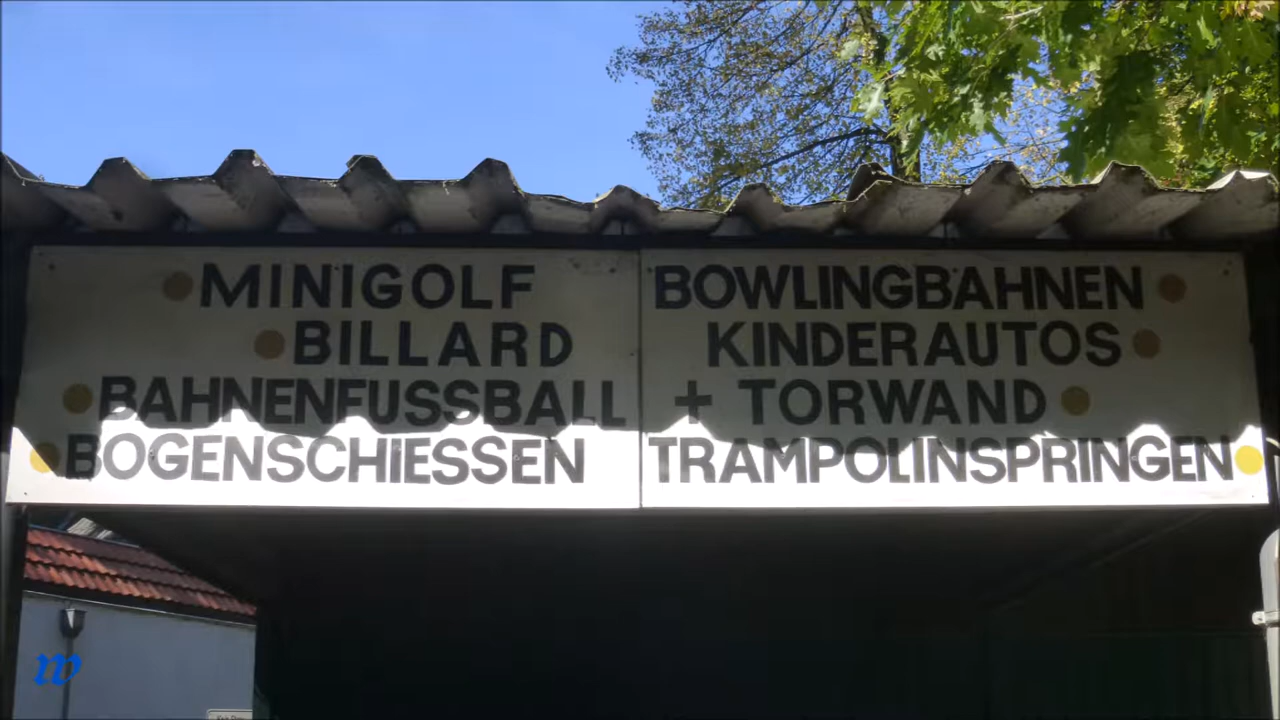 MINIGOLF BOWLINGBAHNEN
BILLARD KINDERAUTOS
BAHNENFUSSBALL + TORWAND
BOGENSCHIESSEN TRAMPOLINSPRINGEN
w